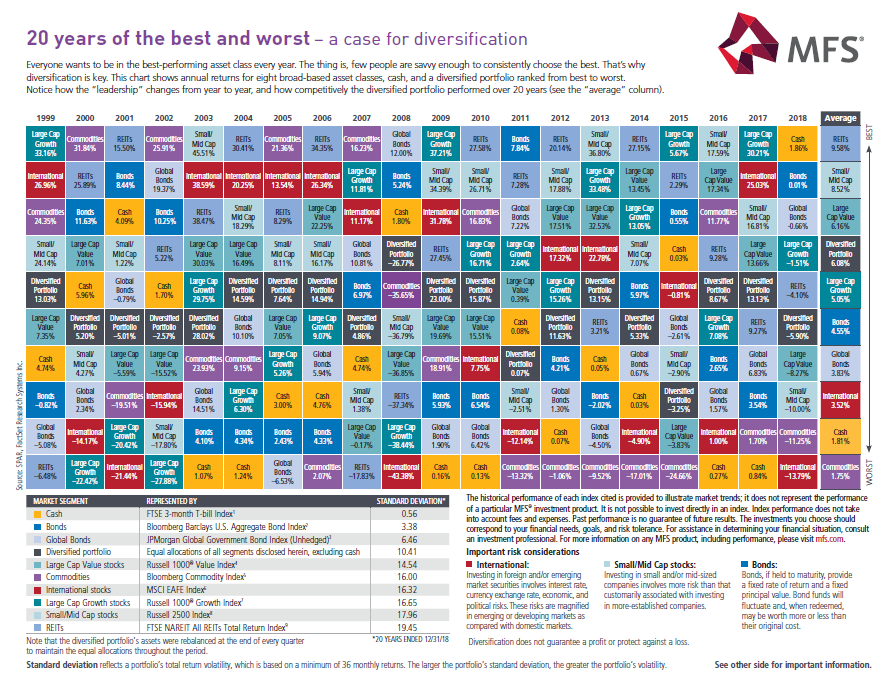 20 years of the best and worst – a case for diversification
MFS®
Everyone wants to be in the best-performing asset class every year. The thing is, few people are savvy enough to consistently choose the best. That's why
diversification is key. This chart shows annual returns for eight broad-based asset classes, cash, and a diversified portfolio ranked from best to worst.
Notice how the “leadership” changes from year to year, and how competitively the diversified portfolio performed over 20 years (see the “average” column).
1999 2000 2001 2002 2003 2004 2005 2006 2007 2008 2009 2010 2011 2012 2013 2014 2015 2016 2017 2018 Average
Large Cap Growth 33.16% Commodities 31.84% REITs 15.50% Commodities 25.91% Small/ Mid Cap 45.51% REITs 30.41% Commodities 21.36% REITs 34.35% Commodities 16.23% Global Bonds 12.00% Large Cap Growth 37.21% REITs 27.58% Bonds 7.84% REITs 20.14% Small/ Mid Cap 36.80% REITs 27.15% Large Cap Growth 5.67% Small/ Mid Cap 17.59% Large Cap Growth 30.21% Cash 1.86% REITs 9.58%
International 26.96% REITs 25.89% Bonds 8.44% Global Bonds 19.37% International 38.59% International 20.25% International 13.54% International 26.34% Large Cap Growth 11.81% Bonds 5.24% Small/ Mid Cap 34.39% Small/ Mid Cap 26.71% REITs 7.28% Small/ Mid Cap 17.88% Large Cap Growth 33.48% Large Cap Value 13.45% REITs 2.29% Large Cap Value 17.34% International 25.03% Bonds 0.01% Small/ Mid Cap 8.52%
Commodities 24.35% Bonds 11.63% Cash 4.09% Bonds 10.25% REITs 38.47% Small/ Mid Cap 18.29% REITs 8.29% Large Cap Value 22.25% International 11.17% Cash 1.80% International 31.78% Commodities 16.83% Global Bonds 7.22% Large Cap Value 17.51% Large Cap Value 32.53% Large Cap Growth 13.05% Bonds 0.55% Commodities 11.77% Small/ Mid Cap 16.81% Global Bonds –0.66% Large Cap Value 6.16%
Small/ Mid Cap 24.14% Large Cap Value 7.01% Small/ Mid Cap 1.22% REITs 5.22% Large Cap Value 30.03% Large Cap Value 16.49% Small/ Mid Cap 8.11% Small/ Mid Cap 16.17% Global Bonds 10.81% Diversified Portfolio –26.77% REITs 27.45% Large Cap Growth 16.71% Large Cap Growth 2.64% International 17.32% International 22.78% Small/ Mid Cap 7.07% Cash 0.03% REITs 9.28% Large Cap Value 13.66% Large Cap Growth –1.51% Diversified Portfolio 6.08%
Diversified Portfolio 13.03% Cash 5.96% Global Bonds –0.79% Cash 1.70% Large Cap Growth 29.75% Diversified Portfolio 14.59% Diversified Portfolio 7.64% Diversified Portfolio 14.94% Bonds 6.97% Commodities –35.65% Diversified Portfolio 23.00% Diversified Portfolio 15.87% Large Cap Value 0.39% Large Cap Growth 15.26% Diversified Portfolio 13.15% Bonds 5.97% International –0.81% Diversified Portfolio 8.67% Diversified Portfolio 13.13% REITs –4.10% Large Cap Growth 5.05%
Large Cap Value 7.35% Diversified Portfolio 5.20% Diversified Portfolio –5.01% Diversified Portfolio –2.57% Diversified Portfolio 28.02% Global Bonds 10.10% Large Cap Value 7.05% Large Cap Growth 9.07% Diversified Portfolio 4.86% Small/ Mid Cap –36.79% Large Cap Value 19.69% Large Cap Value 15.51% Cash 0.08% Diversified Portfolio 11.63% REITs 3.21% Diversified Portfolio 5.33% Global Bonds –2.61% Large Cap Growth 7.08% REITs 9.27% Diversified Portfolio –5.90% Bonds 4.55%
Cash 4.74% Small/ Mid Cap 4.27% Large Cap Value –5.59% Large Cap Value –15.52% Commodities 23.93% Commodities 9.15% Large Cap Growth 5.26% Global Bonds 5.94% Cash 4.74% Large Cap Value –36.85% Commodities 18.91% International 7.75% Diversified Portfolio 0.07% Bonds 4.21% Cash 0.05% Global Bonds 0.67% Small/ Mid Cap –2.90% Bonds 2.65% Global Bonds 6.83% Large Cap Value –8.27% Global Bonds 3.83%
Bonds –0.82% Global Bonds 2.34% Commodities –19.51% International –15.94% Global Bonds 14.51% Large Cap Growth 6.30% Cash 3.00% Cash 4.76% Small/ Mid Cap 1.38% REITs –37.34% Bonds 5.93% Bonds 6.54% Small/ Mid Cap –2.51% Global Bonds 1.30% Bonds –2.02% Cash 0.03% Diversified Portfolio –3.25% Global Bonds 1.57% Bonds 3.54% Small/ Mid Cap –10.00% International 3.52%
Global Bonds –5.08% International –14.17% Large Cap Growth –20.42% Small/ Mid Cap –17.80% Bonds 4.10% Bonds 4.34% Bonds 2.43% Bonds 4.33% Large Cap Value –0.17% Large Cap Growth –38.44% Global Bonds 1.90% Global Bonds 6.42% International –12.14% Cash 0.07% Global Bonds –4.50% International –4.90% Large Cap Value –3.83% International 1.00% Commodities 1.70% Commodities –11.25% Cash 1.81%
REITs –6.48% Large Cap Growth –22.42% International –21.44% Large Cap Growth –27.88% Cash 1.07% Cash 1.24% Global Bonds –6.53% Commodities 2.07% REITs –17.83% International –43.38% Cash 0.16% Cash 0.13% Commodities –13.32% Commodities –1.06% Commodities –9.52% Commodities –17.01% Commodities –24.66% Cash 0.27% Cash 0.84% International –13.79% Commodities 1.75%
BEST
WORST
Source: SPAR, FactSet Research Systems Inc.
MARKET SEGMENT REPRESENTED BY STANDARD DEVIATION*
Cash FTSE 3-month T-bill Index¹ 0.56
Bonds Bloomberg Barclays U.S. Aggregate Bond Index² 3.38
Global Bonds JPMorgan Global Government Bond Index (Unhedged)³ 6.46
Diversified portfolio Equal allocations of all segments disclosed herein, excluding cash 10.41
Large Cap Value stocks Russell 1000® Value Index⁴ 14.54
Commodities Bloomberg Commodity Index⁵ 16.00
International stocks MSCI EAFE Index⁶ 16.32
Large Cap Growth stocks Russell 1000® Growth Index⁷ 16.65
Small/Mid Cap stocks Russell 2500 Index⁸ 17.96
REITs FTSE NAREIT All REITs Total Return Index⁹ 19.45
Note that the diversified portfolio's assets were rebalanced at the end of every quarter
to maintain the equal allocations throughout the period.
*20 YEARS ENDED 12/31/18
The historical performance of each index cited is provided to illustrate market trends; it does not represent the
performance of a particular MFS® investment product. It is not possible to invest directly in an index. Index performance does not take
into account fees and expenses. Past performance is no guarantee of future results. The investments you choose should
correspond to your financial needs, goals, and risk tolerance. For assistance in determining your financial situation, consult
an investment professional. For more information on any MFS product, including performance, please visit mfs.com.
Important risk considerations
International:
Investing in foreign and/or emerging
market securities involves interest rate,
currency exchange rate, economic, and
political risks. These risks are magnified
in emerging or developing markets as
compared with domestic markets.
Small/Mid Cap stocks:
Investing in small and/or mid-sized
companies involves more risk than that
customarily associated with investing
in more-established companies.
Bonds:
Bonds, if held to maturity, provide
a fixed rate of return and a fixed
principal value. Bond funds will
fluctuate and, when redeemed,
may be worth more or less than
their original cost.
Diversification does not guarantee a profit or protect against a loss.
Standard deviation reflects a portfolio's total return volatility, which is based on a minimum of 36 monthly returns. The larger the portfolio's standard deviation, the greater the portfolio's volatility.
See other side for important information.